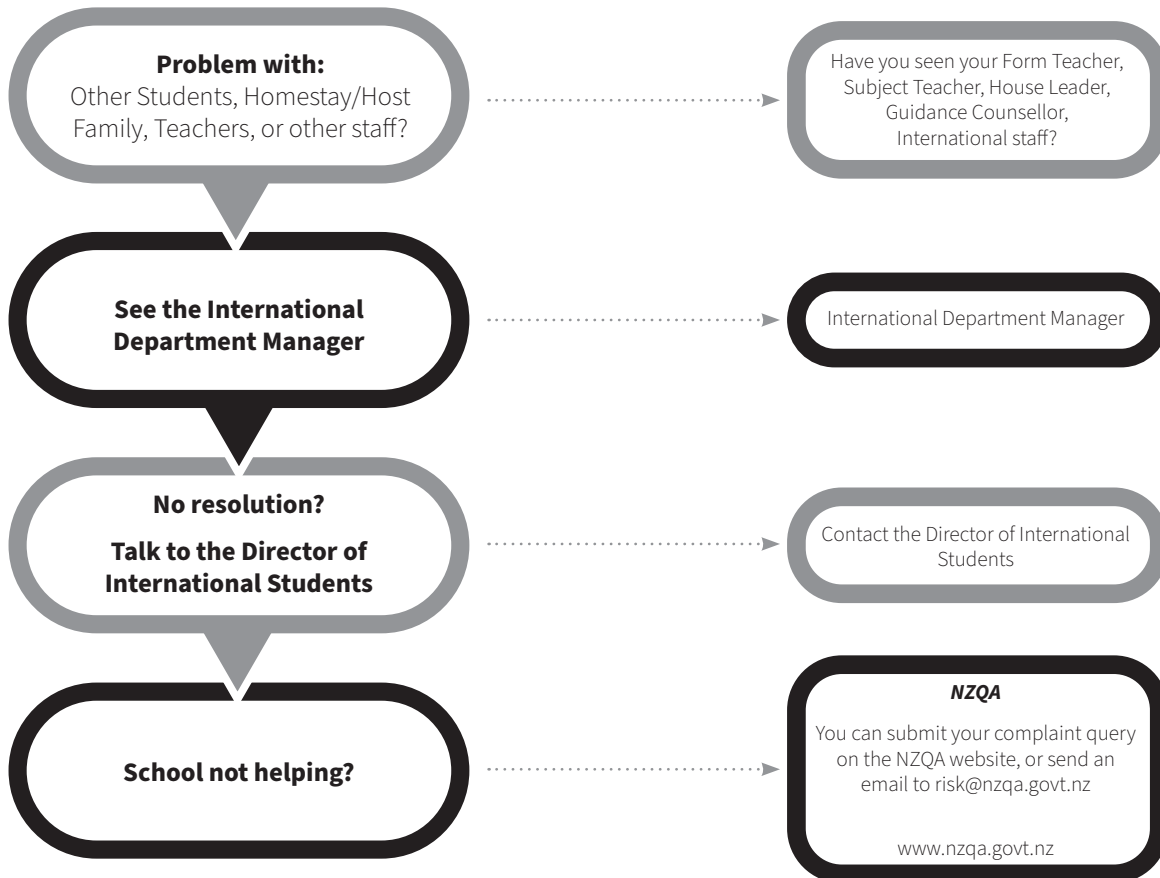 Problem with:
Other Students, Homestay/Host
Family, Teachers, or other staff?
Have you seen your Form Teacher,
Subject Teacher, House Leader,
Guidance Counsellor,
International staff?
See the International
Department Manager
International Department Manager
No resolution?
Talk to the Director of
International Students
Contact the Director of International
Students
School not helping?
NZQA
You can submit your complaint query
on the NZQA website, or send an
email to risk@nzqa.govt.nz
www.nzqa.govt.nz